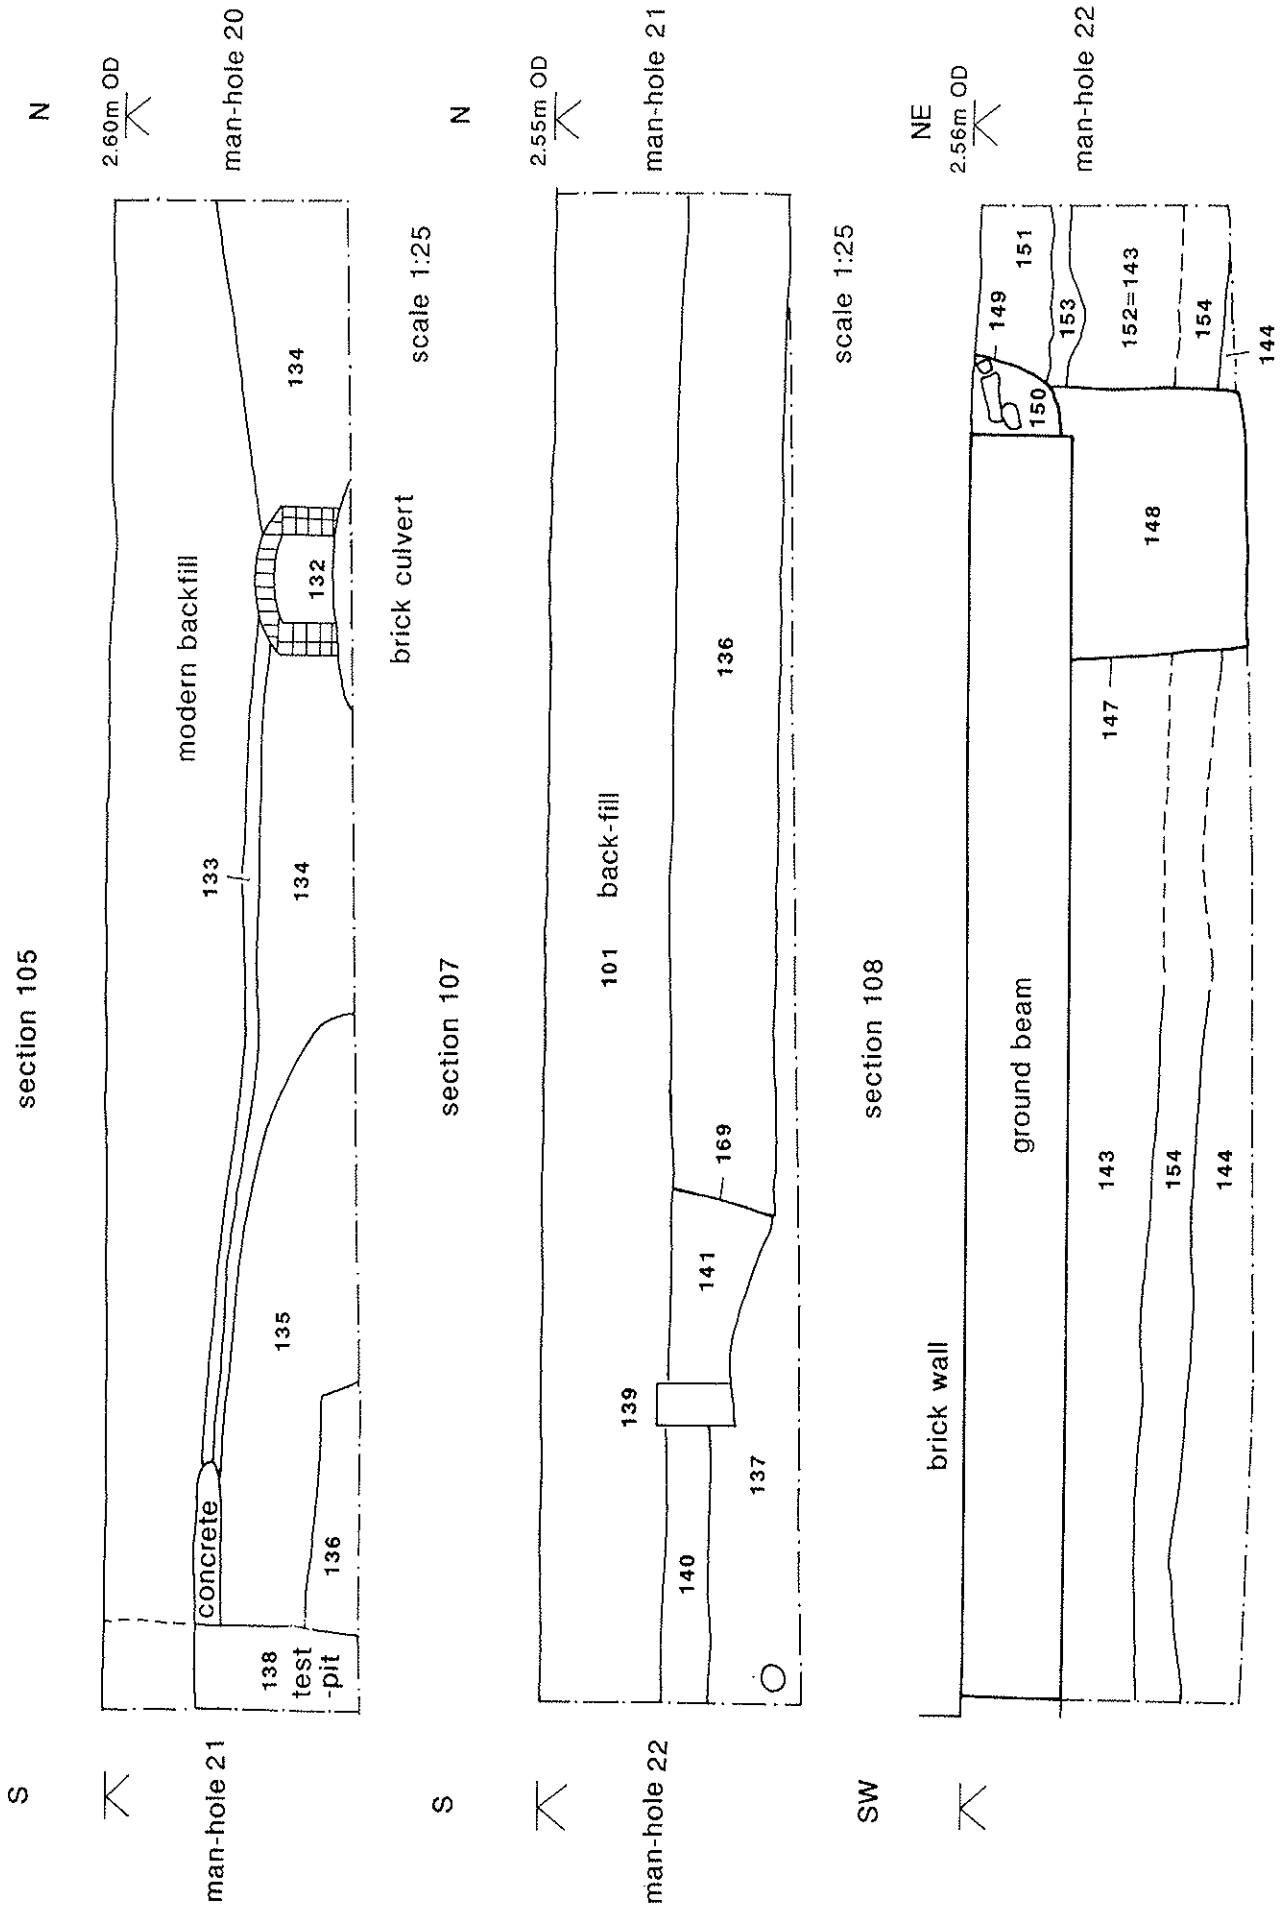 section 105
S
N
2.60m OD
man-hole 21
man-hole 20
modern backfill
133
concrete
138
test
-pit
136
135
134
132
134
brick culvert
scale 1:25
section 107
S
N
2.55m OD
man-hole 22
man-hole 21
101 back-fill
139
140
141
169
137
136
scale 1:25
section 108
SW
NE
2.56m OD
man-hole 22
brick wall
ground beam
149
151
150
153
143
147
148
152=143
154
154
144
144